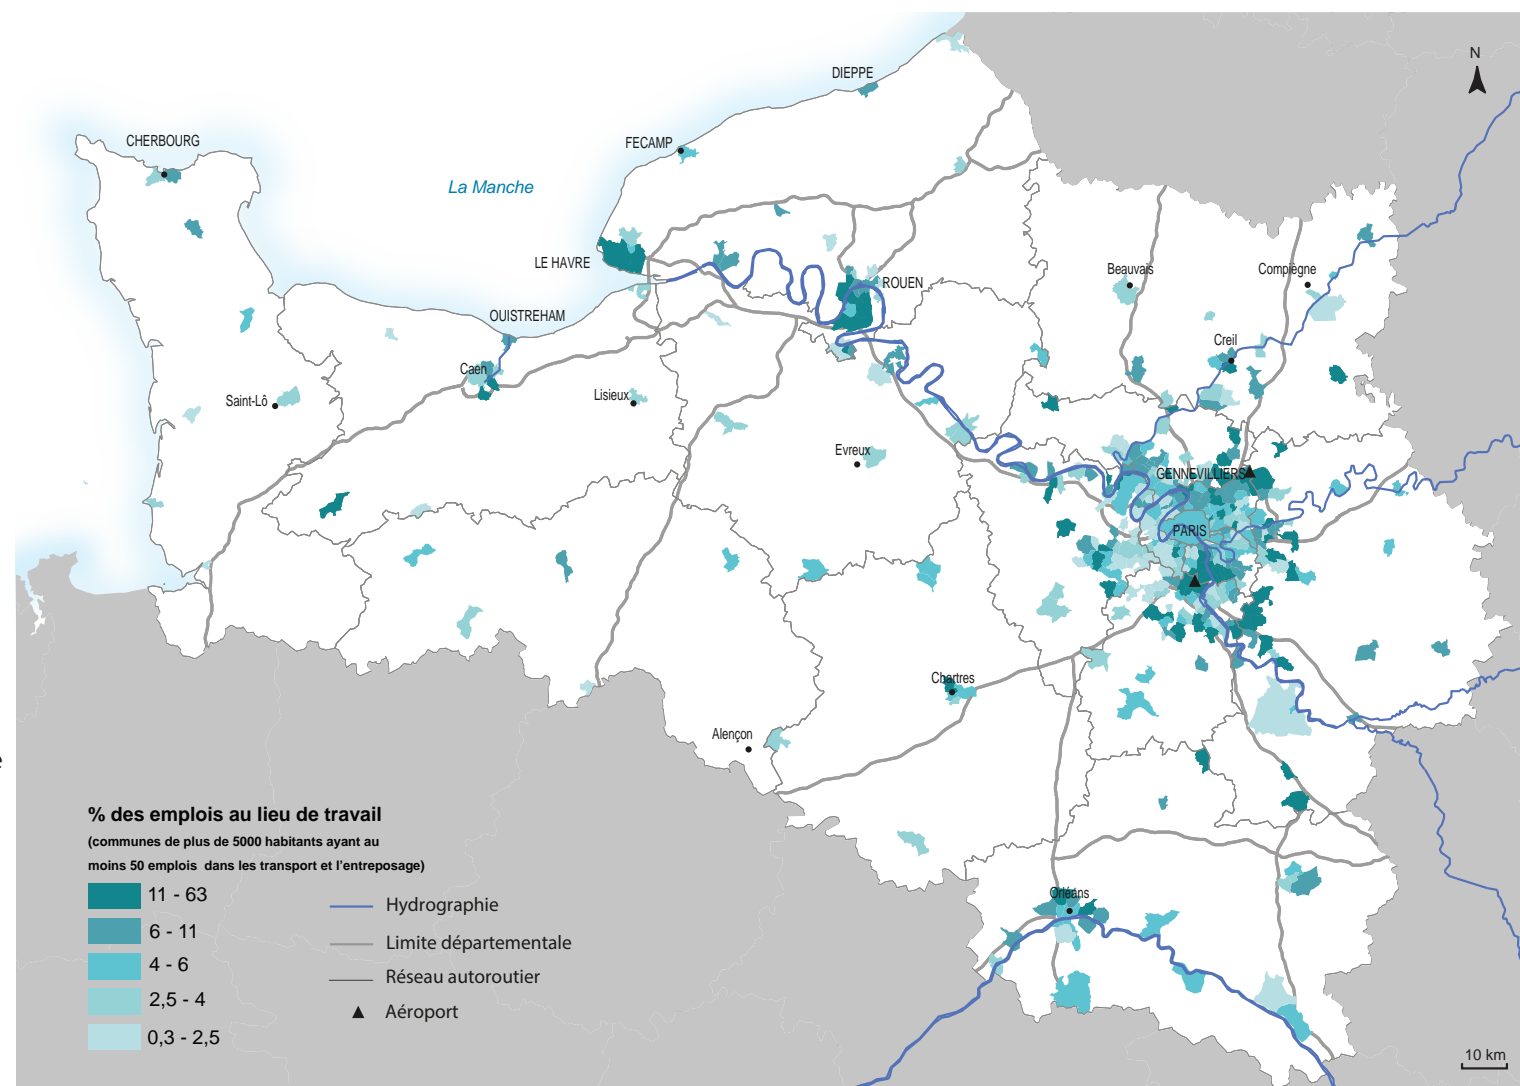 N
DIEPPE
CHERBOURG
FECAMP
La Manche
LE HAVRE
ROUEN
Beauvais
Compiègne
OUISTREHAM
Creil
Caen
Saint-Lô
Lisieux
Evreux
GENNEVILLIERS
PARIS
Chartres
Alençon
Orléans
% des emplois au lieu de travail
(communes de plus de 5000 habitants ayant au
moins 50 emplois dans les transport et l'entreposage)
11 - 63
6 - 11
4 - 6
2,5 - 4
0,3 - 2,5
Hydrographie
Limite départementale
Réseau autoroutier
Aéroport
10 km